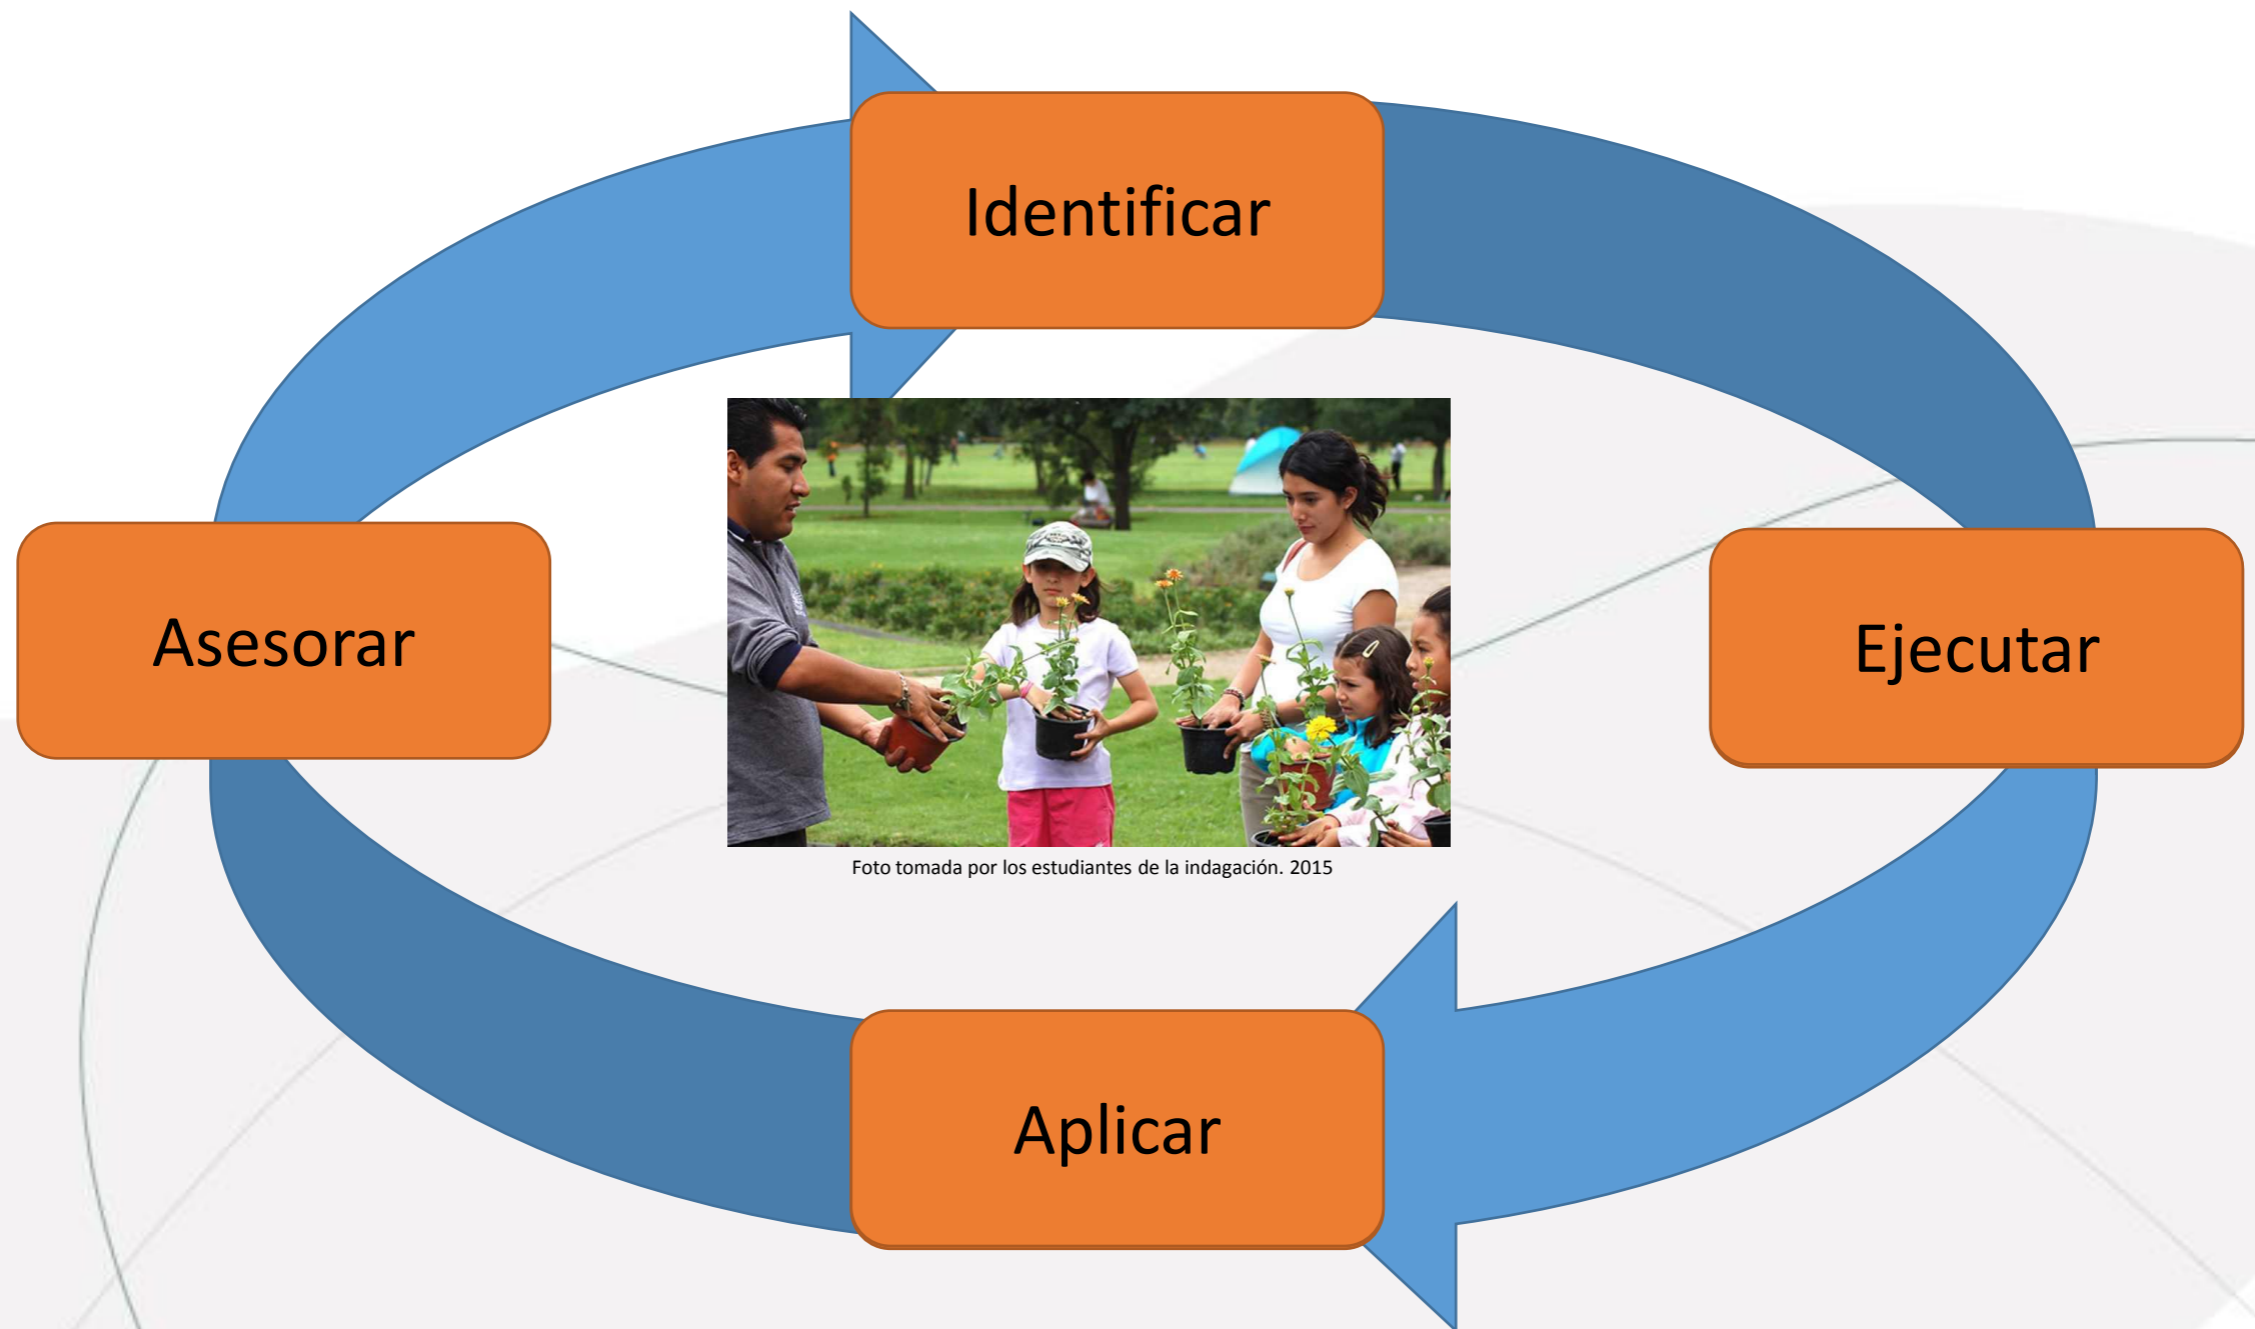 Identificar
Asesorar
Ejecutar
Foto tomada por los estudiantes de la indagación. 2015
Aplicar